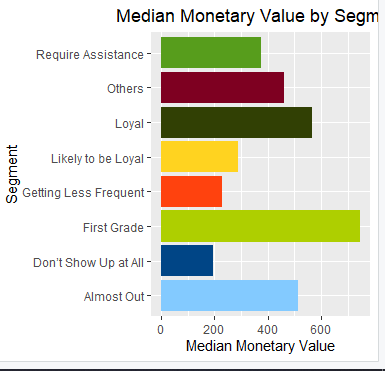 Median Monetary Value by Segm
Require Assistance
Others
Loyal
Likely to be Loyal
Getting Less Frequent
First Grade
Don't Show Up at All
Almost Out
Segment
0 200 400 600
Median Monetary Value